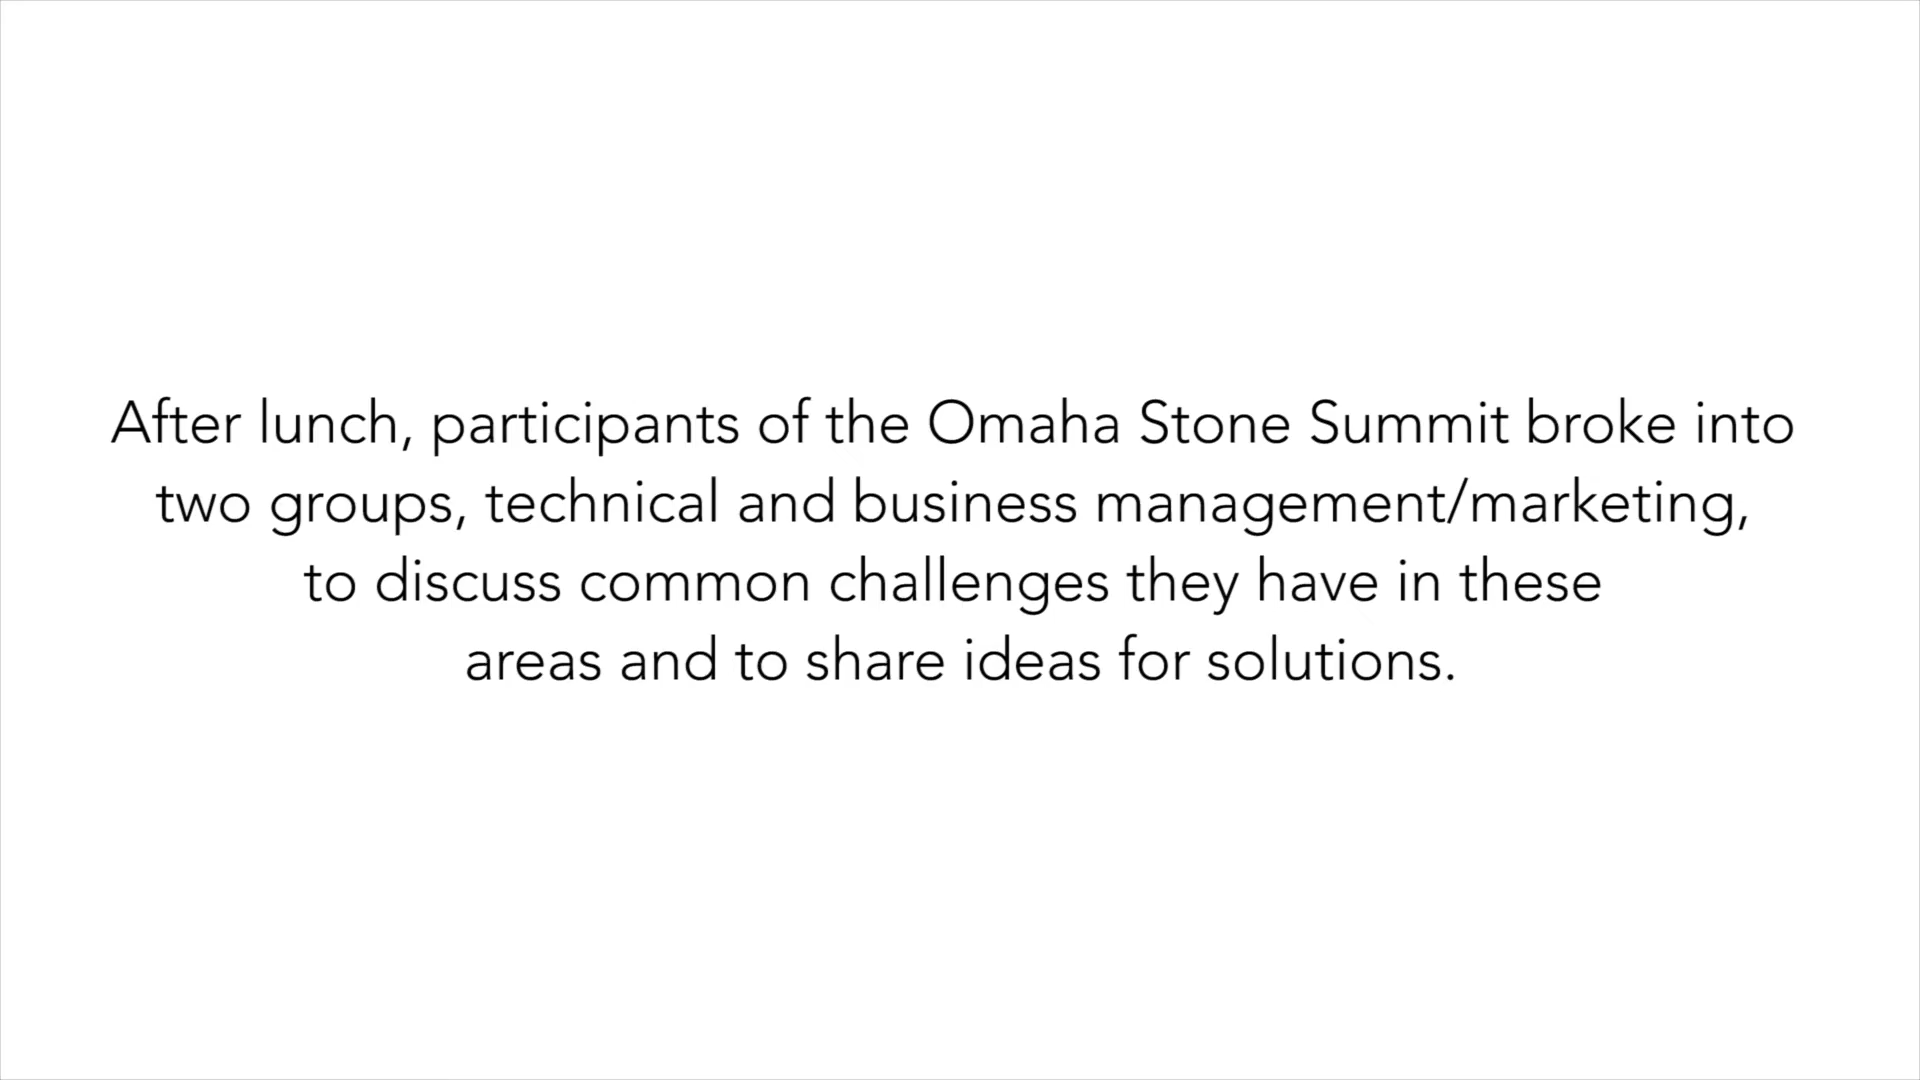 After lunch, participants of the Omaha Stone Summit broke into
two groups, technical and business management/marketing,
to discuss common challenges they have in these
areas and to share ideas for solutions.